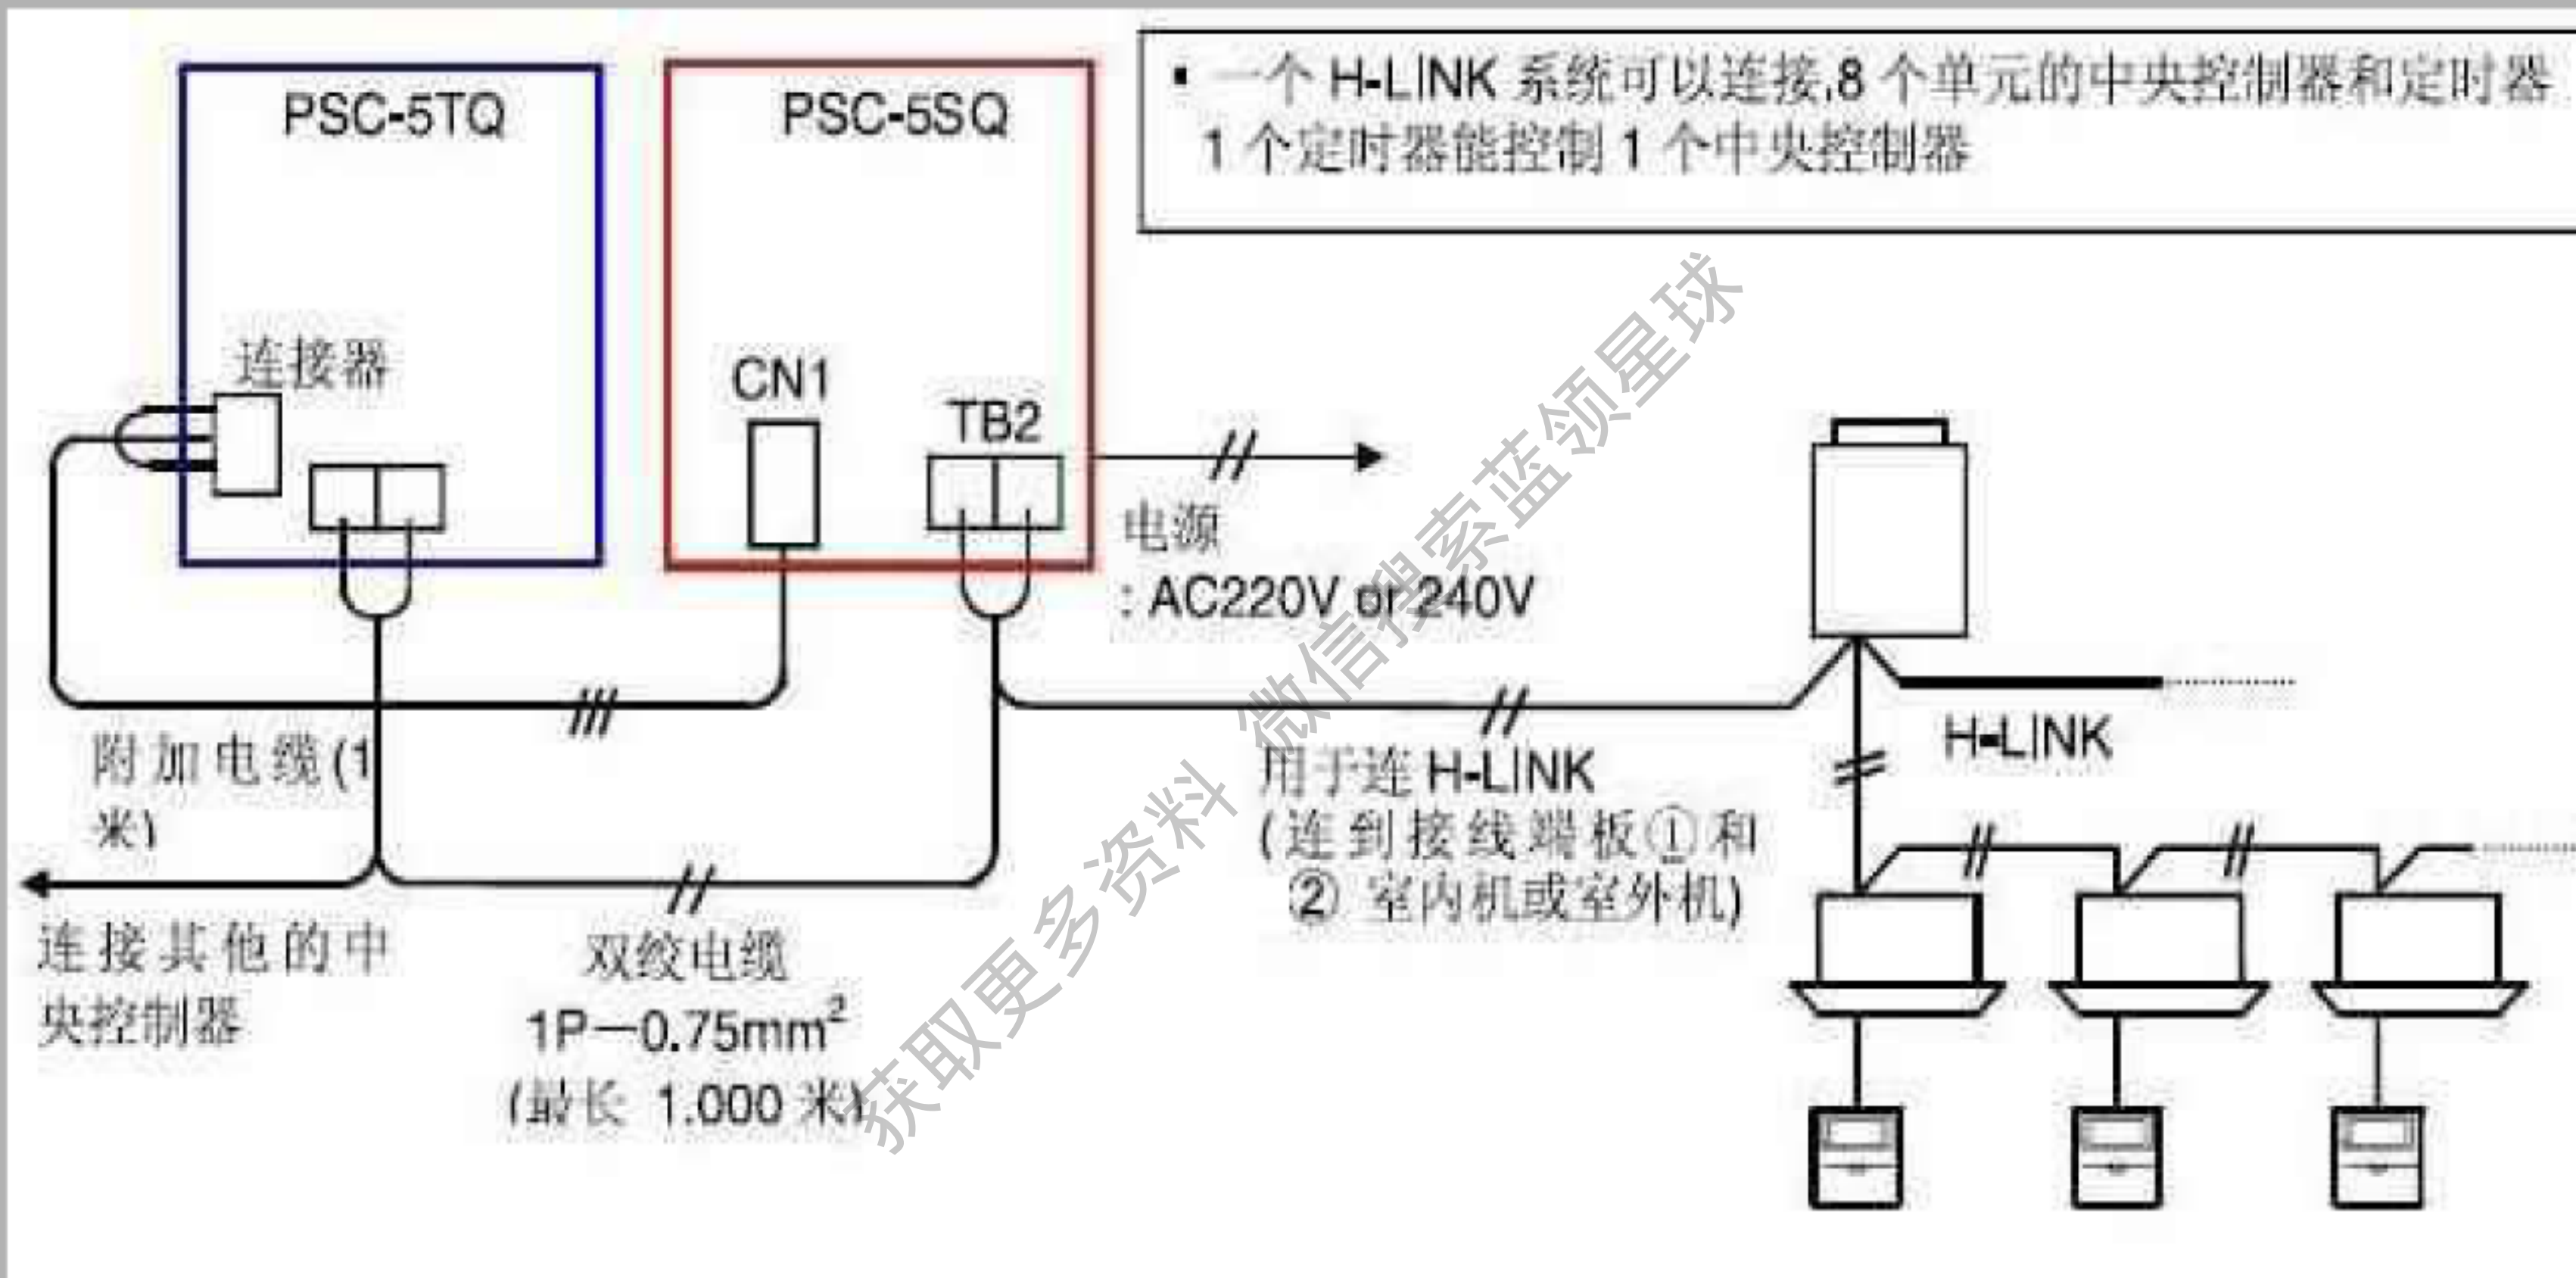 PSC-5TQ
PSC-5SQ
▪ 一个 H-LINK 系统可以连接,8 个单元的中央控制器和定时器
1 个定时器能控制 1 个中央控制器
连接器
CN1
TB2
电源
: AC220V or 240V
附加电缆(1
米)
H-LINK
用于连 H-LINK
(连到接线端板①和
② 室内机或室外机)
连接其他的中
央控制器
双绞电缆
1P—0.75mm²
(最长 1.000 米)
获取更多资料 微信搜索蓝领星球